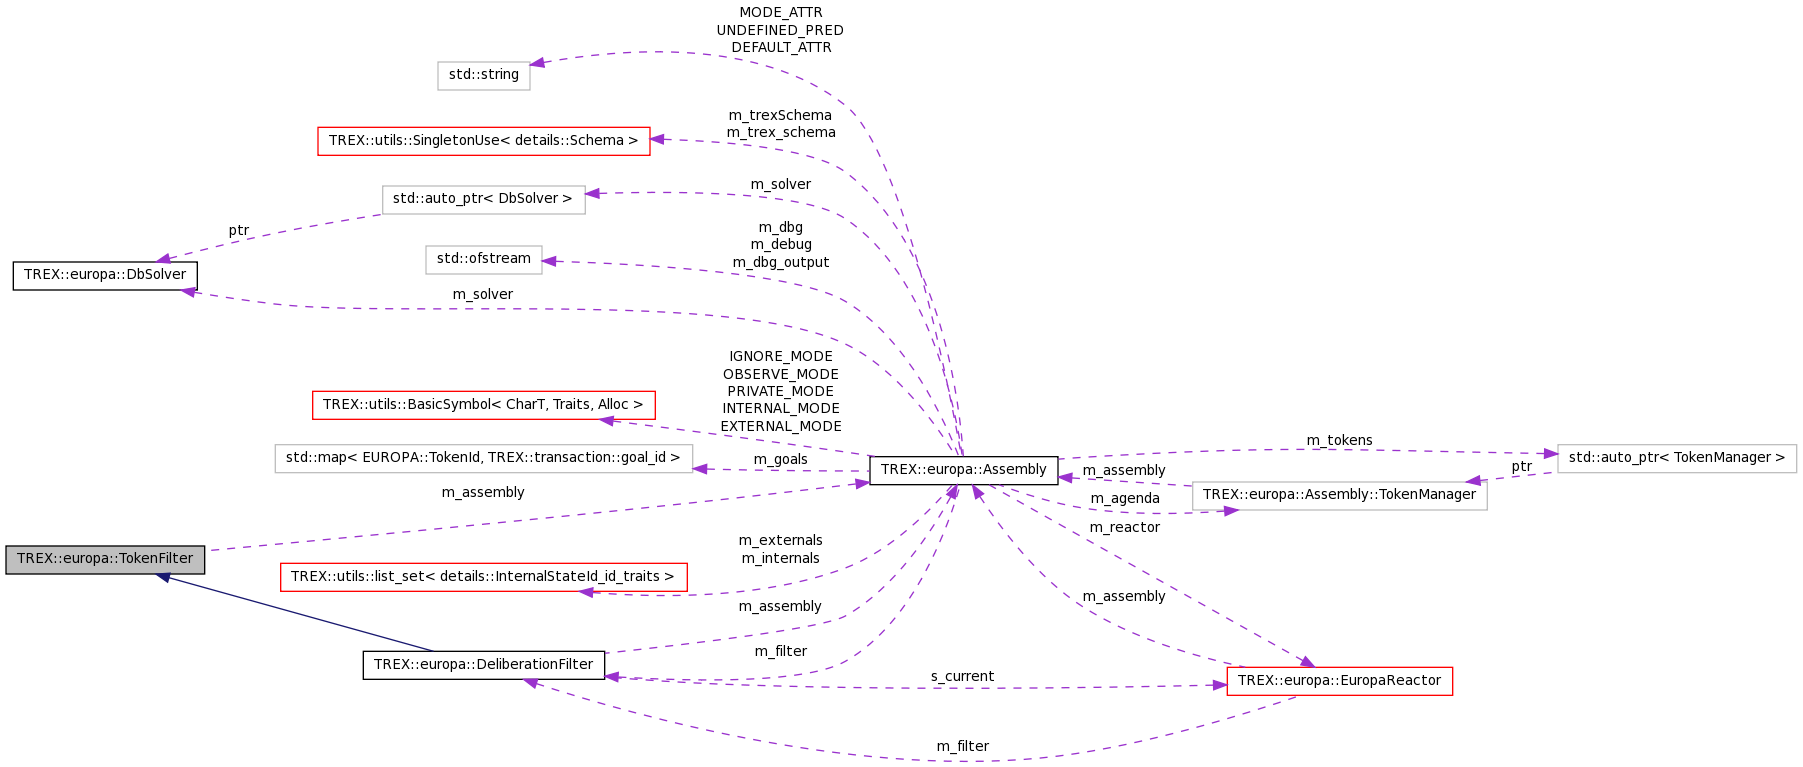 MODE_ATTR
UNDEFINED_PRED
DEFAULT_ATTR
std::string
m_trexSchema
m_trex_schema
TREX::utils::SingletonUse< details::Schema >
m_solver
std::auto_ptr< DbSolver >
ptr
m_dbg
m_debug
m_dbg_output
std::ofstream
TREX::europa::DbSolver
m_solver
IGNORE_MODE
OBSERVE_MODE
PRIVATE_MODE
INTERNAL_MODE
EXTERNAL_MODE
TREX::utils::BasicSymbol< CharT, Traits, Alloc >
m_tokens
std::map< EUROPA::TokenId, TREX::transaction::goal_id >
m_goals
TREX::europa::Assembly
m_assembly
ptr
std::auto_ptr< TokenManager >
m_assembly
m_agenda
TREX::europa::Assembly::TokenManager
m_reactor
m_externals
m_internals
TREX::europa::TokenFilter
TREX::utils::list_set< details::InternalStateId_id_traits >
m_assembly
m_assembly
m_filter
TREX::europa::DeliberationFilter
s_current
TREX::europa::EuropaReactor
m_filter